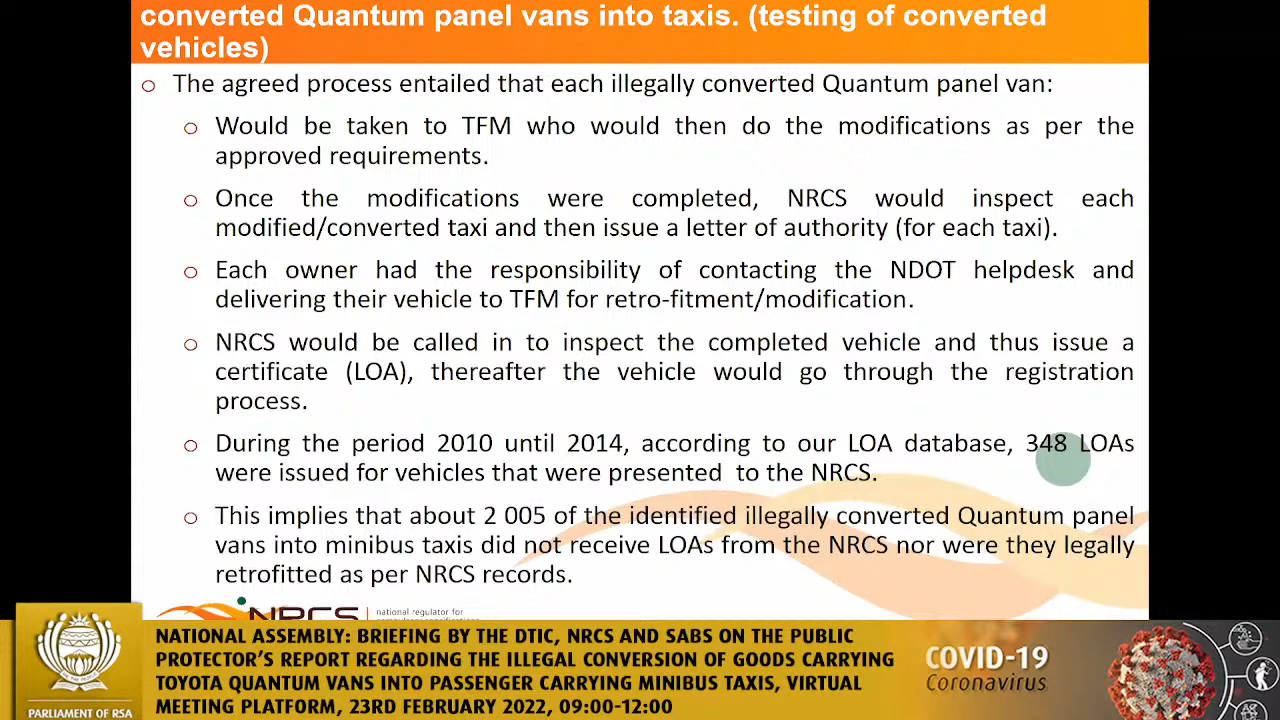 converted Quantum panel vans into taxis. (testing of converted
vehicles)
o The agreed process entailed that each illegally converted Quantum panel van:
o Would be taken to TFM who would then do the modifications as per the
approved requirements.
o Once the modifications were completed, NRCS would inspect each
modified/converted taxi and then issue a letter of authority (for each taxi).
o Each owner had the responsibility of contacting the NDOT helpdesk and
delivering their vehicle to TFM for retro-fitment/modification.
o NRCS would be called in to inspect the completed vehicle and thus issue a
certificate (LOA), thereafter the vehicle would go through the registration
process.
o During the period 2010 until 2014, according to our LOA database, 348 LOAs
were issued for vehicles that were presented to the NRCS.
o This implies that about 2 005 of the identified illegally converted Quantum panel
vans into minibus taxis did not receive LOAs from the NRCS nor were they legally
retrofitted as per NRCS records.
NRCS
national regulator for
NATIONAL ASSEMBLY: BRIEFING BY THE DTIC, NRCS AND SABS ON THE PUBLIC
PROTECTOR'S REPORT REGARDING THE ILLEGAL CONVERSION OF GOODS CARRYING
TOYOTA QUANTUM VANS INTO PASSENGER CARRYING MINIBUS TAXIS, VIRTUAL
MEETING PLATFORM, 23RD FEBRUARY 2022, 09:00-12:00
PARLIAMENT OF RSA
COVID-19
Coronavirus